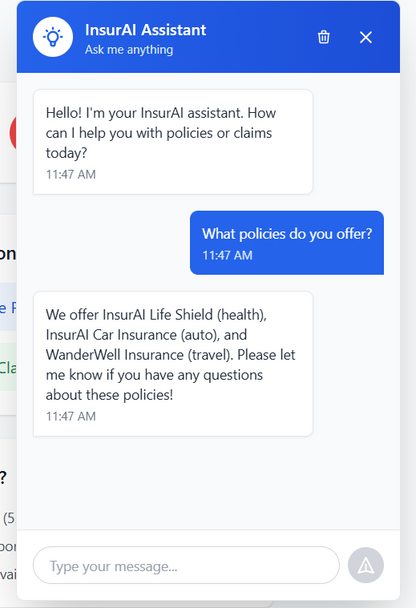 InsurAI Assistant
Ask me anything
Hello! I'm your InsurAI assistant. How
can I help you with policies or claims
today?
11:47 AM
What policies do you offer?
11:47 AM
We offer InsurAI Life Shield (health),
InsurAI Car Insurance (auto), and
WanderWell Insurance (travel). Please let
me know if you have any questions
about these policies!
11:47 AM
Type your message...